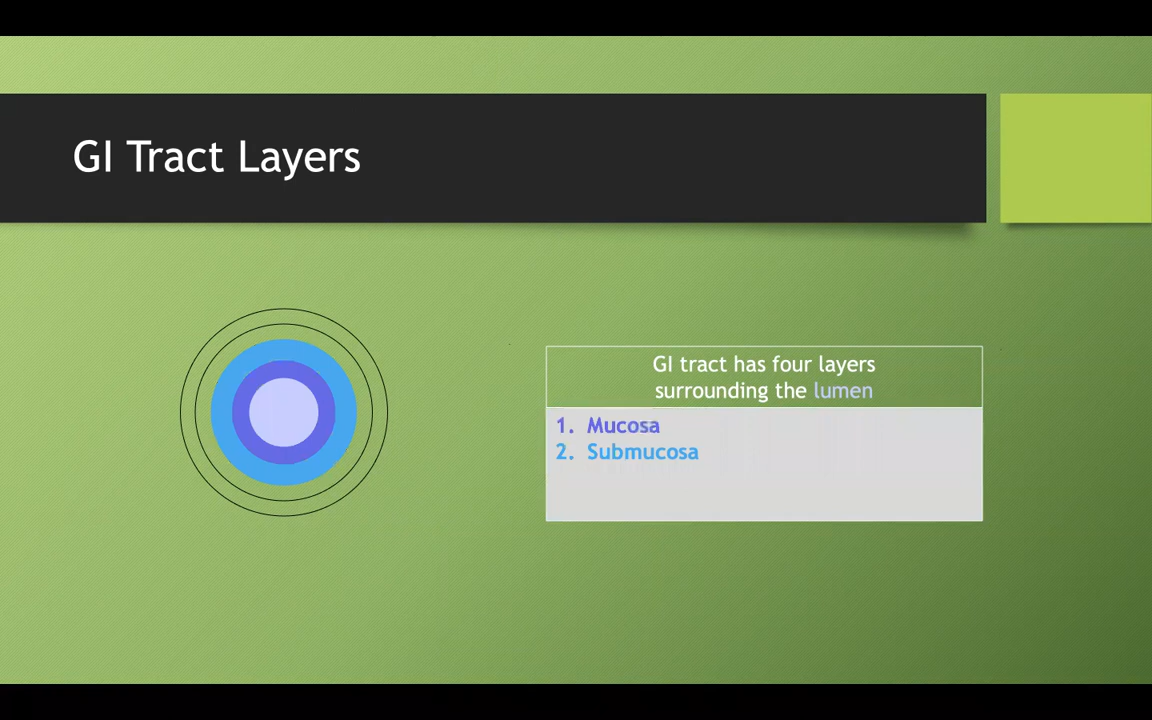 GI Tract Layers
GI tract has four layers
surrounding the lumen
1. Mucosa
2. Submucosa